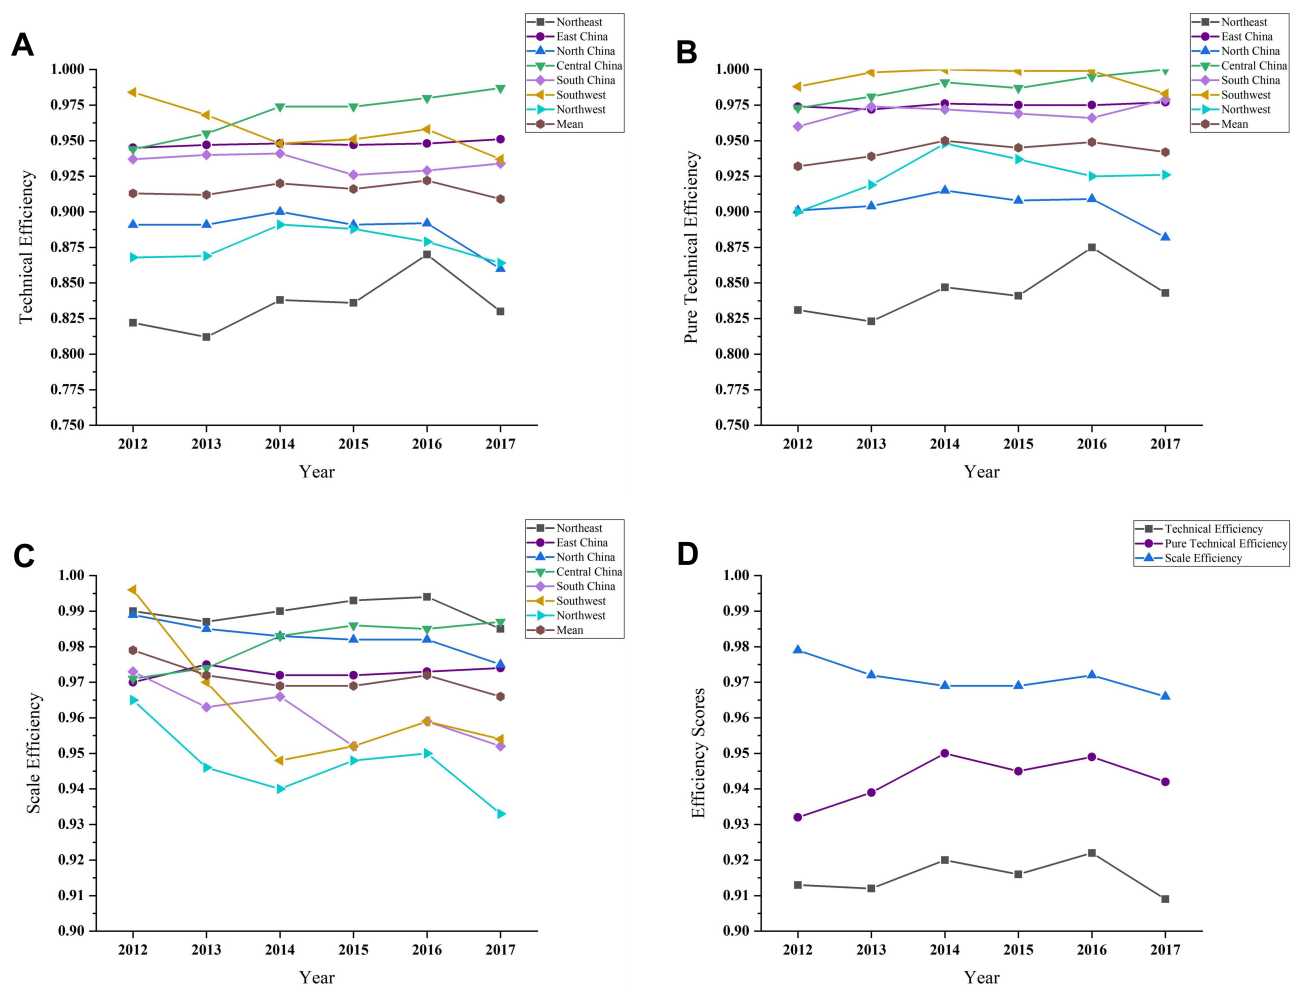 A
Northeast
East China
North China
Central China
South China
Southwest
Northwest
Mean
1.000
0.975
0.950
0.925
0.900
0.875
0.850
0.825
0.800
0.775
0.750
Technical Efficiency
2012 2013 2014 2015 2016 2017
Year
B
Northeast
East China
North China
Central China
South China
Southwest
Northwest
Mean
1.000
0.975
0.950
0.925
0.900
0.875
0.850
0.825
0.800
0.775
0.750
Pure Technical Efficiency
2012 2013 2014 2015 2016 2017
Year
C
Northeast
East China
North China
Central China
South China
Southwest
Northwest
Mean
1.00
0.99
0.98
0.97
0.96
0.95
0.94
0.93
0.92
0.91
0.90
Scale Efficiency
2012 2013 2014 2015 2016 2017
Year
D
Technical Efficiency
Pure Technical Efficiency
Scale Efficiency
1.00
0.99
0.98
0.97
0.96
0.95
0.94
0.93
0.92
0.91
0.90
Efficiency Scores
2012 2013 2014 2015 2016 2017
Year